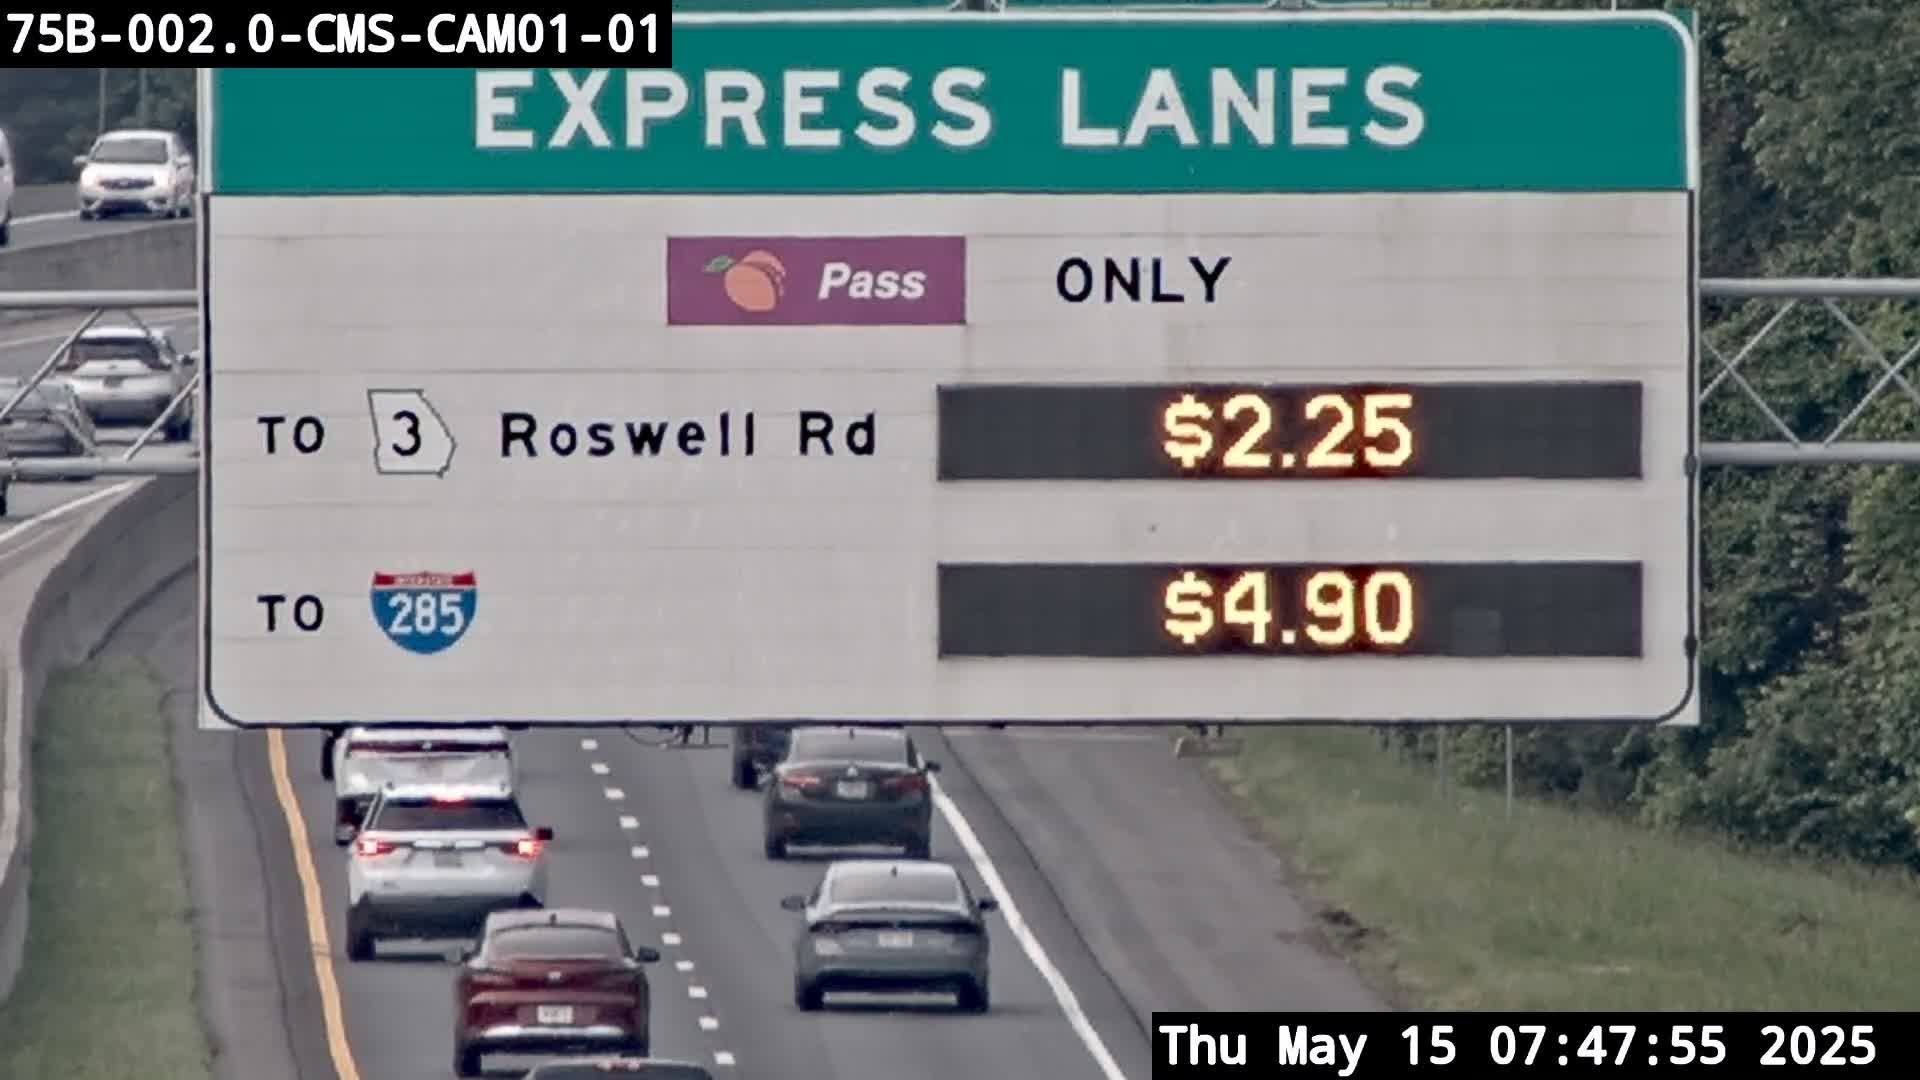 75B-002.0-CMS-CAM01-01
EXPRESS LANES
Pass ONLY
TO 3 Roswell Rd $2.25
TO INTERSTATE 285 $4.90
Thu May 15 07:47:55 2025